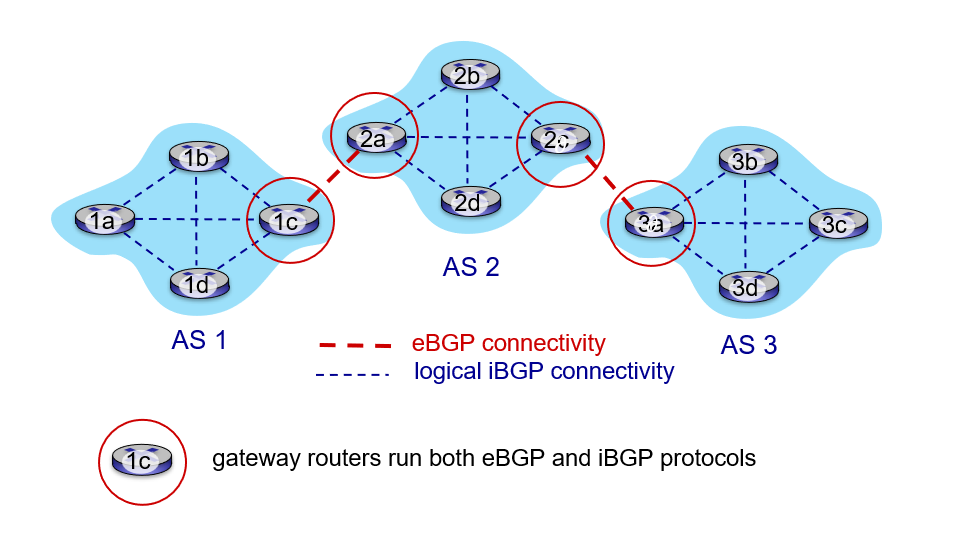 2b
2a
2c
2d
AS 2
1b
1a
1c
1d
AS 1
3b
3a
3c
3d
AS 3
eBGP connectivity
logical iBGP connectivity
1c
gateway routers run both eBGP and iBGP protocols